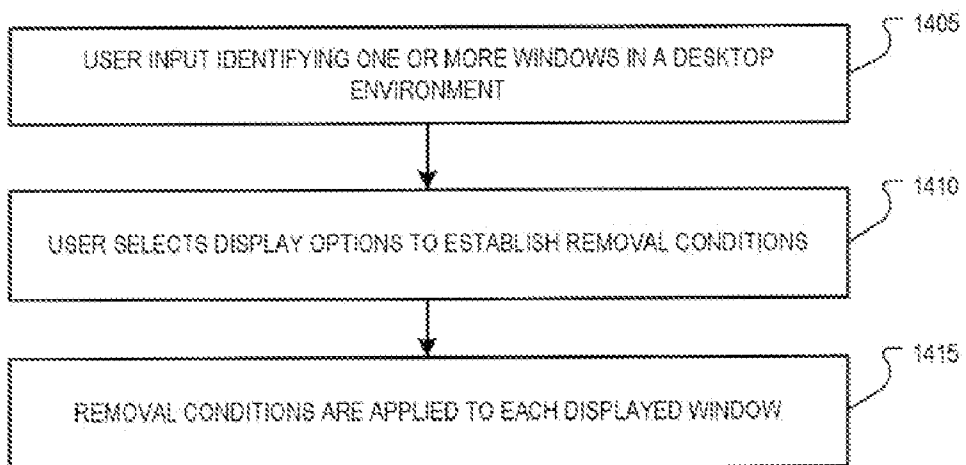 1405
USER INPUT IDENTIFYING ONE OR MORE WINDOWS IN A DESKTOP
ENVIRONMENT
1410
USER SELECTS DISPLAY OPTIONS TO ESTABLISH REMOVAL CONDITIONS
1415
REMOVAL CONDITIONS ARE APPLIED TO EACH DISPLAYED WINDOW